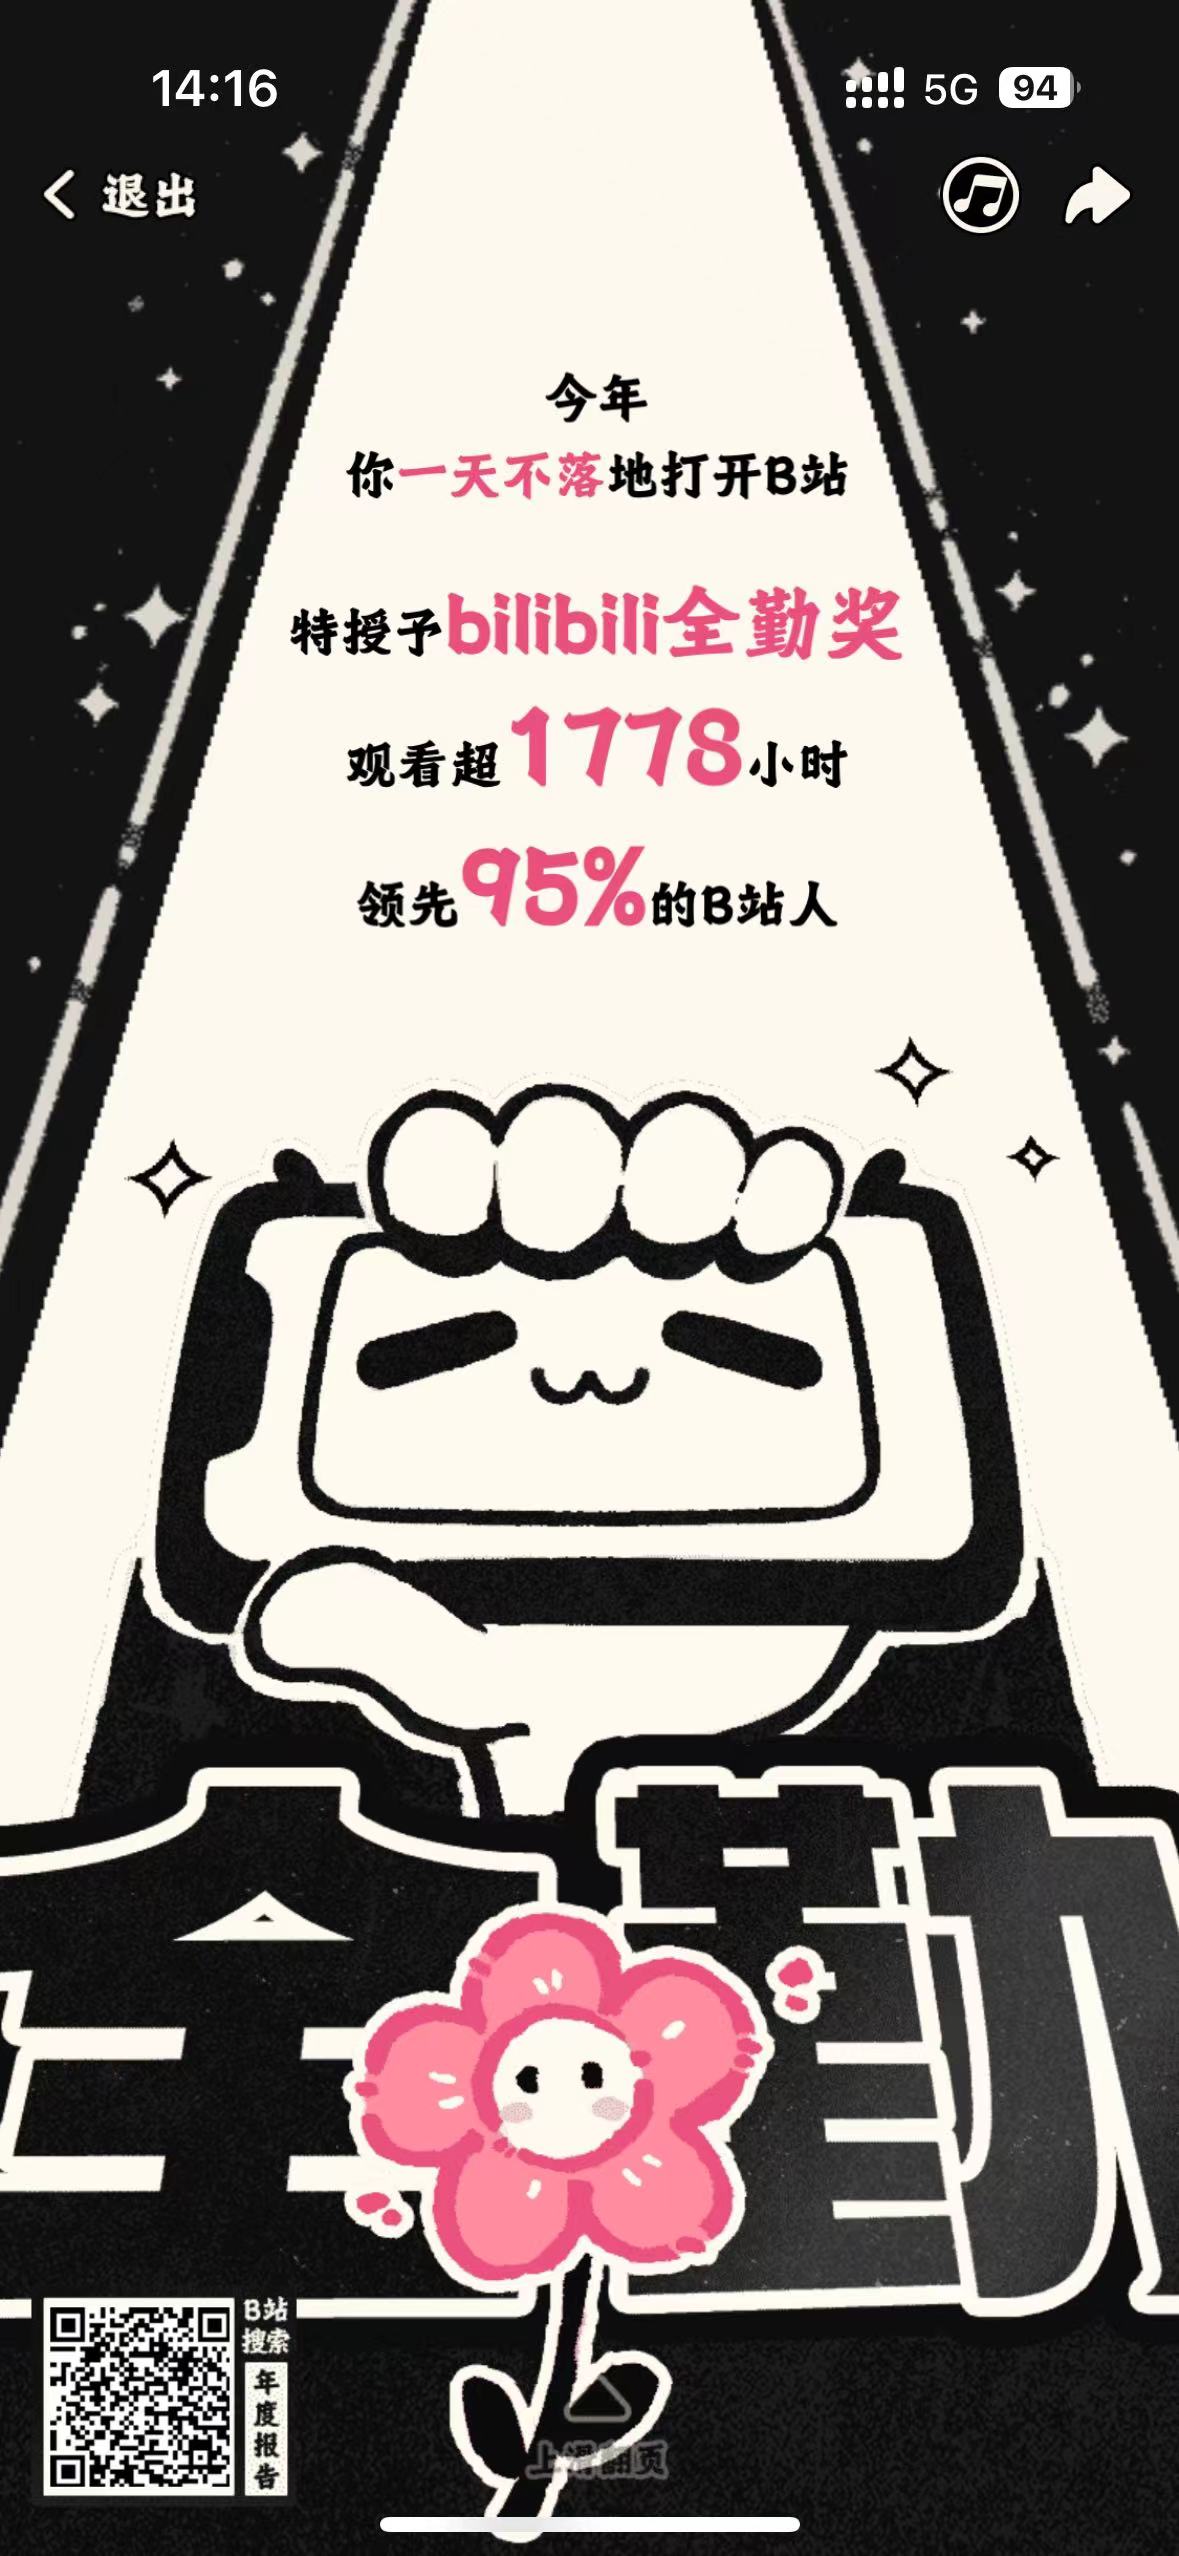 14:16
5G
94
退出
今年
你一天不落地打开B站
特授予bilibili全勤奖
观看超1778小时
领先95%的B站人
全勤
B站
搜索
年度报告
上滑翻页